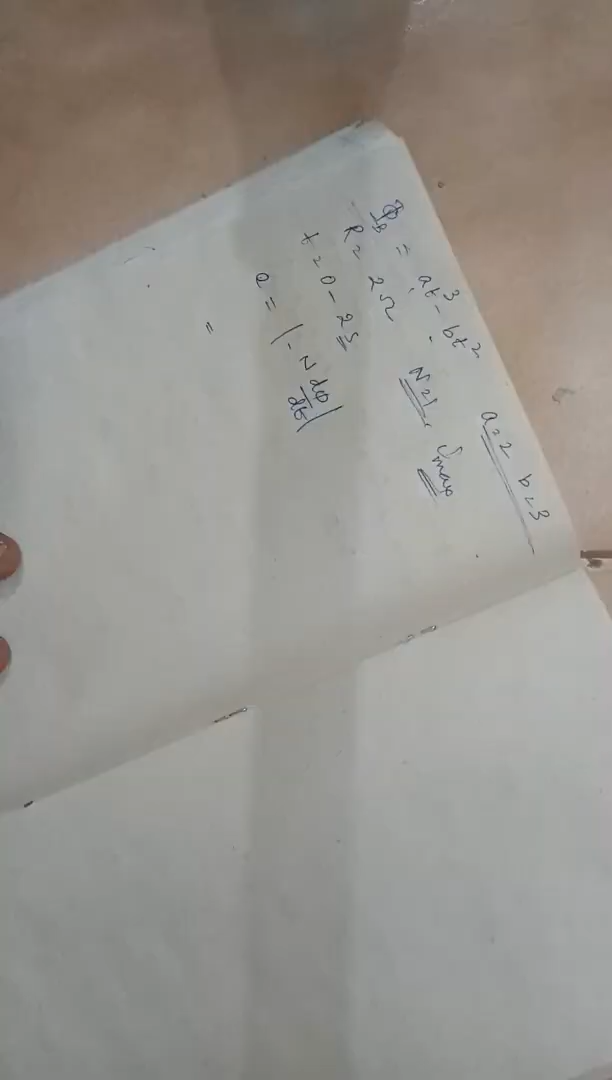 Φ_B = at³ - bt² a=2 b=3
R = 2Ω N=1 i_max
t = 0 - 2s
e = |-N dφ/dt|
=